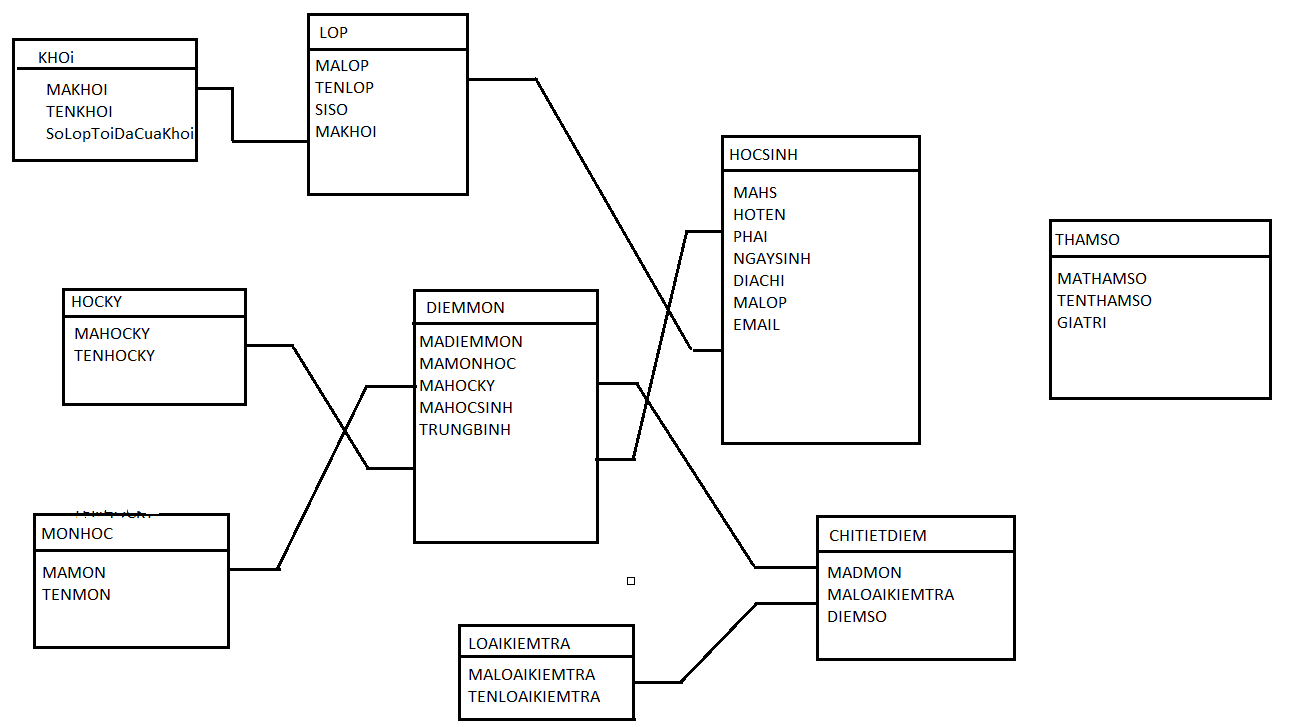 KHOi
MAKHOI
TENKHOI
SoLopToiDaCuaKhoi
LOP
MALOP
TENLOP
SISO
MAKHOI
HOCSINH
MAHS
HOTEN
PHAI
NGAYSINH
DIACHI
MALOP
EMAIL
THAMSO
MATHAMSO
TENTHAMSO
GIATRI
HOCKY
MAHOCKY
TENHOCKY
DIEMMON
MADIEMMON
MAMONHOC
MAHOCKY
MAHOCSINH
TRUNGBINH
MONHOC
MAMON
TENMON
CHITIETDIEM
MADMON
MALOAIKIEMTRA
DIEMSO
LOAIKIEMTRA
MALOAIKIEMTRA
TENLOAIKIEMTRA